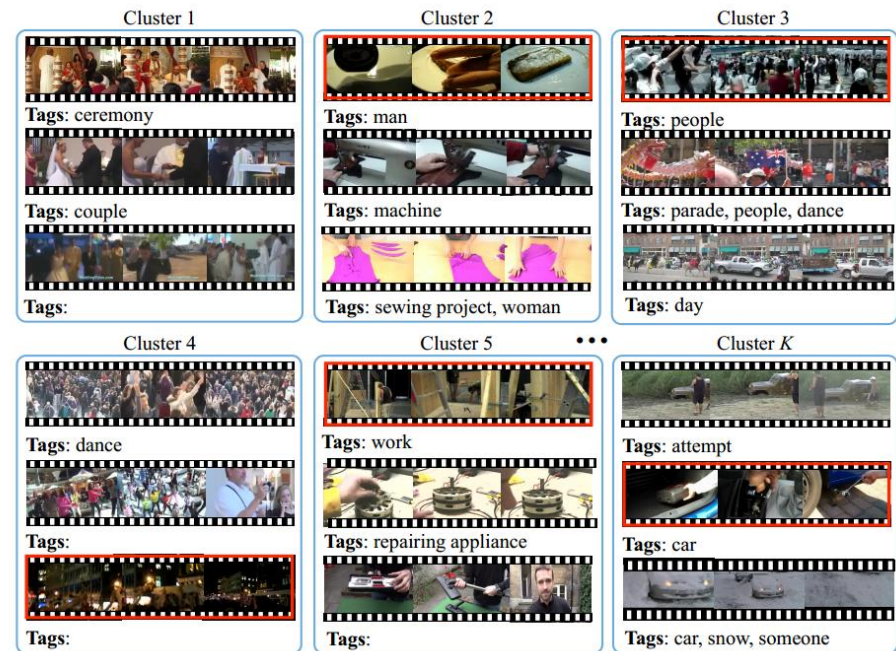 Cluster 1
Tags: ceremony
Tags: couple
Tags:
Cluster 2
Tags: man
Tags: machine
Tags: sewing project, woman
Cluster 3
Tags: people
Tags: parade, people, dance
Tags: day
Cluster 4
Tags: dance
Tags:
Tags:
Cluster 5
Tags: work
Tags: repairing appliance
Tags:
•••
Cluster K
Tags: attempt
Tags: car
Tags: car, snow, someone